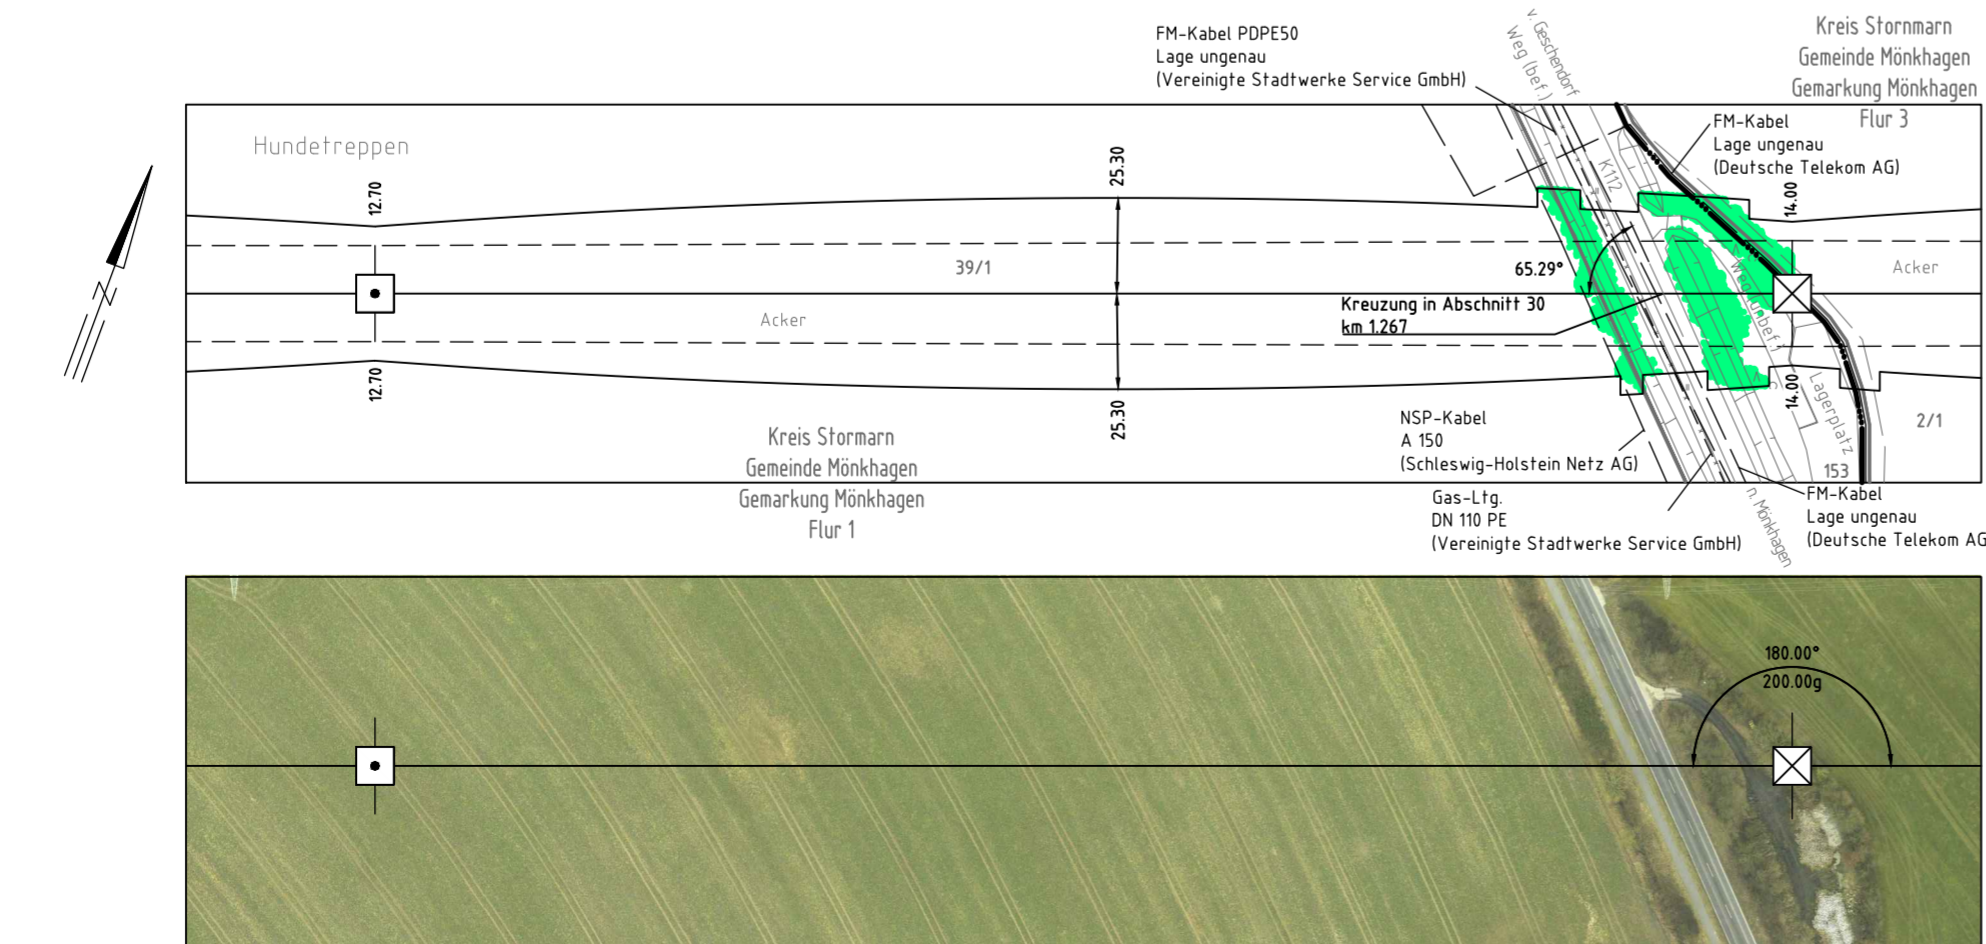 FM-Kabel PDPE50
Lage ungenau
(Vereinigte Stadtwerke Service GmbH)
v. Geschendorf
Weg (bef.)
Kreis Stornmarn
Gemeinde Mönkhagen
Gemarkung Mönkhagen
Flur 3
Hundetreppen
FM-Kabel
Lage ungenau
(Deutsche Telekom AG)
12.70
25.30
K112
14.00
39/1
65.29°
Acker
N
Kreuzung in Abschnitt 30
km 1.267
Acker
Weg (unbef.)
12.70
25.30
14.00
Lagerplatz
2/1
153
Kreis Stormarn
Gemeinde Mönkhagen
Gemarkung Mönkhagen
Flur 1
NSP-Kabel
A 150
(Schleswig-Holstein Netz AG)
Gas-Ltg.
DN 110 PE
(Vereinigte Stadtwerke Service GmbH)
n. Mönkhagen
FM-Kabel
Lage ungenau
(Deutsche Telekom AG
180.00°
200.00g